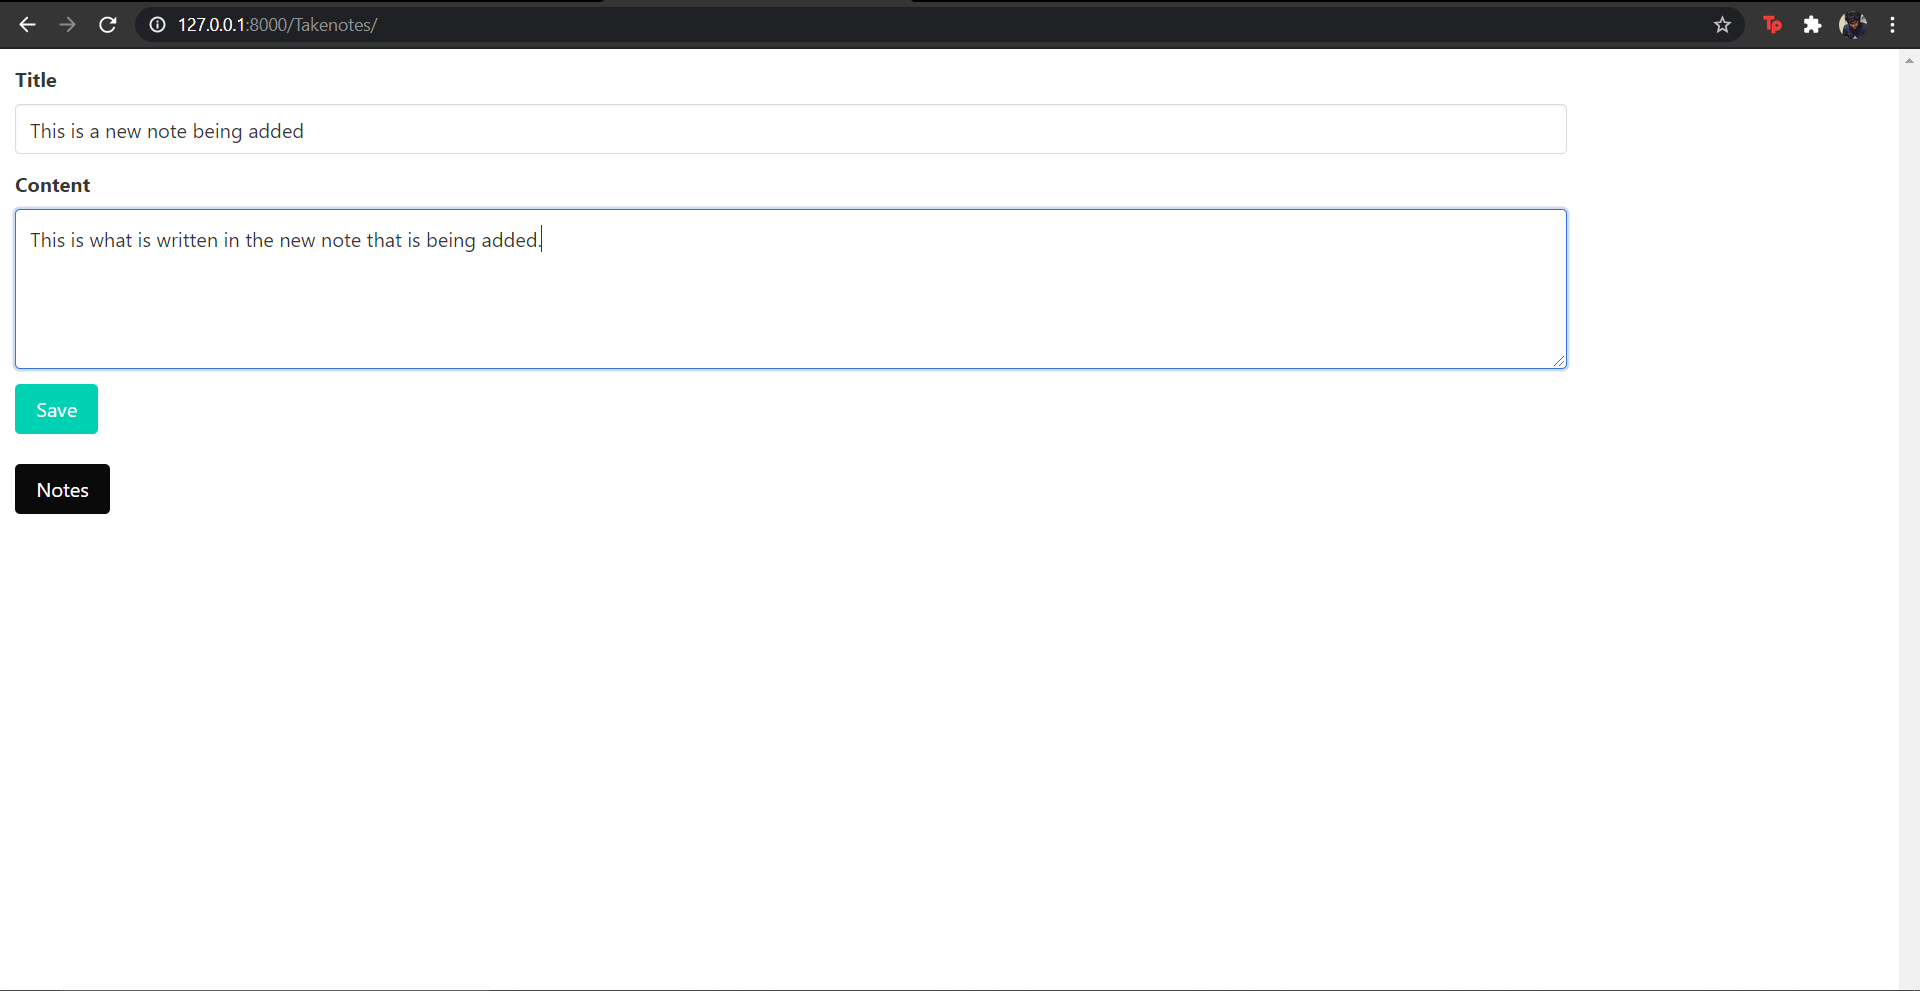 127.0.0.1:8000/Takenotes/
Tp
Title
This is a new note being added
Content
This is what is written in the new note that is being added.
Save
Notes